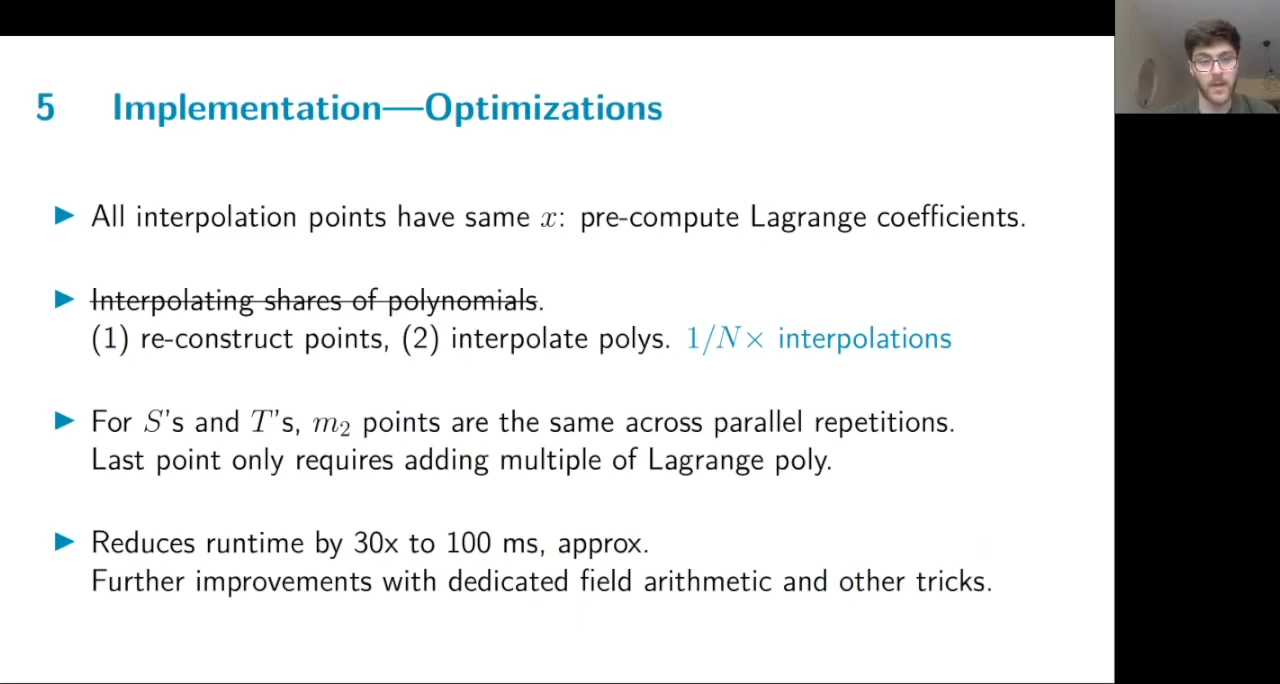 5 Implementation—Optimizations
▶ All interpolation points have same x: pre-compute Lagrange coefficients.
▶ Interpolating shares of polynomials.
(1) re-construct points, (2) interpolate polys. 1/N× interpolations
▶ For S's and T's, m₂ points are the same across parallel repetitions.
Last point only requires adding multiple of Lagrange poly.
▶ Reduces runtime by 30x to 100 ms, approx.
Further improvements with dedicated field arithmetic and other tricks.